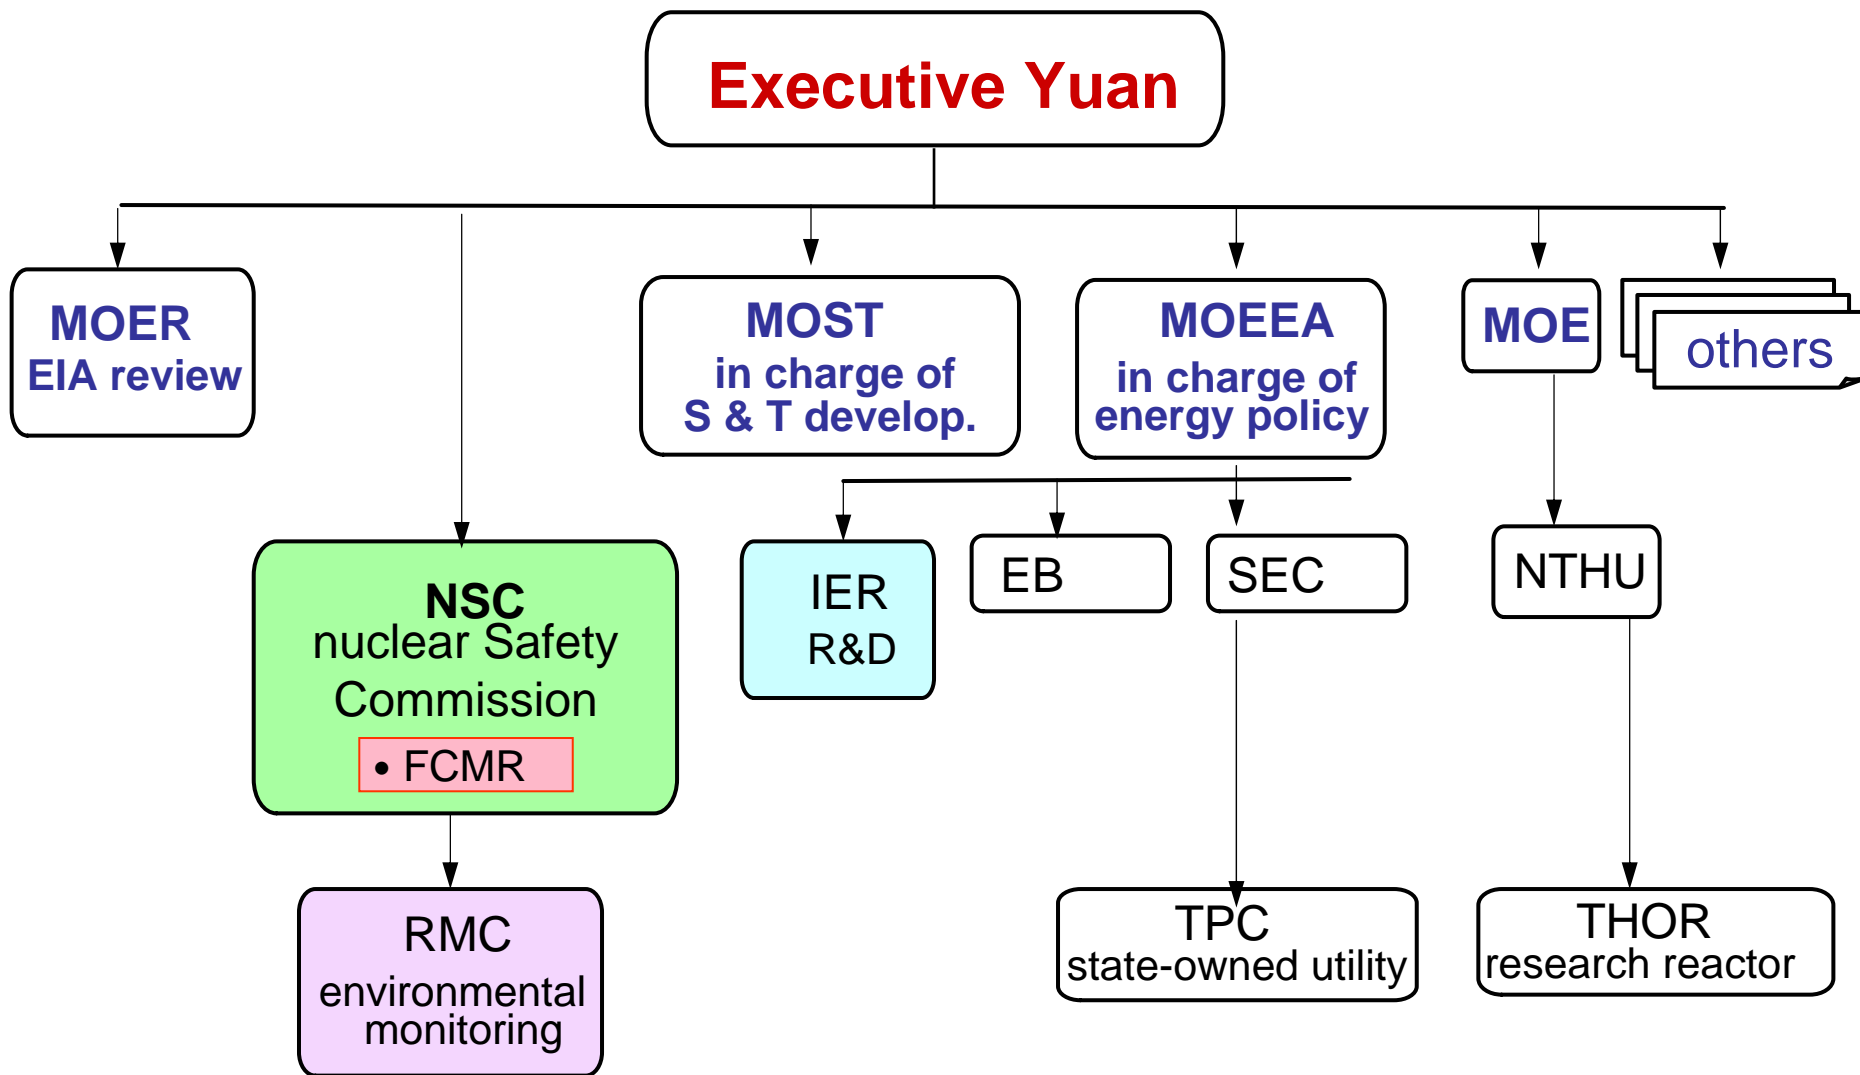 Executive Yuan
MOER
EIA review
MOST
in charge of
S & T develop.
MOEEA
in charge of
energy policy
MOE
others
NSC
nuclear Safety
Commission
• FCMR
IER
R&D
EB
SEC
NTHU
RMC
environmental
monitoring
TPC
state-owned utility
THOR
research reactor